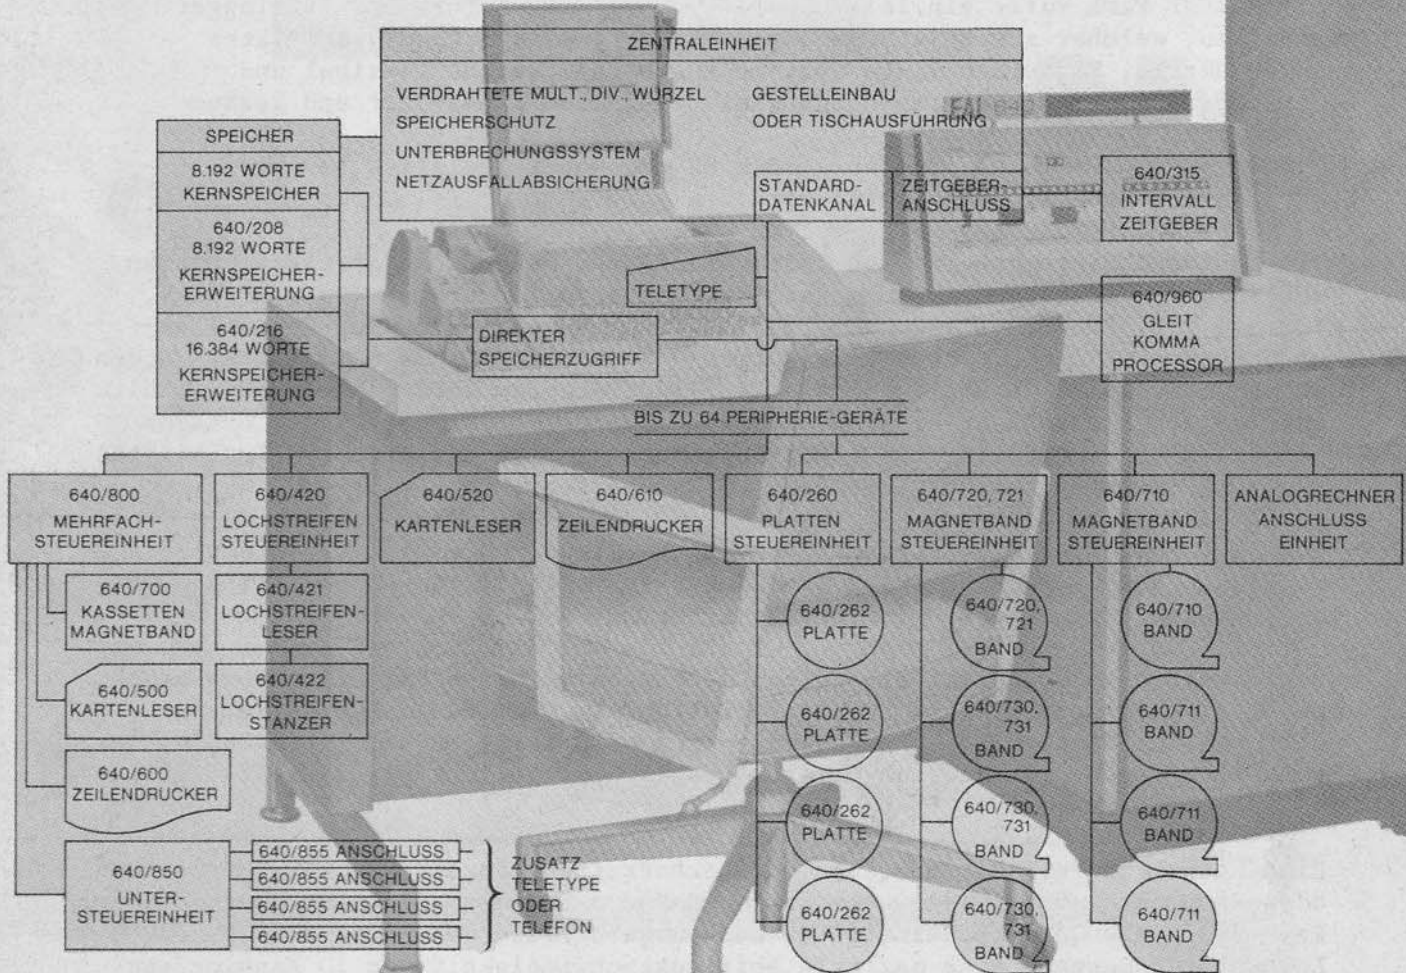 ZENTRALEINHEIT
VERDRAHTETE MULT., DIV., WURZEL
SPEICHERSCHUTZ
UNTERBRECHUNGSSYSTEM
NETZAUSFALLABSICHERUNG
GESTELLEINBAU
ODER TISCHAUSFÜHRUNG
EAI 640
STANDARD-
DATENKANAL
ZEITGEBER-
ANSCHLUSS
640/315
INTERVALL
ZEITGEBER
SPEICHER
8.192 WORTE
KERNSPEICHER
640/208
8.192 WORTE
KERNSPEICHER-
ERWEITERUNG
640/216
16.384 WORTE
KERNSPEICHER-
ERWEITERUNG
TELETYPE
DIREKTER
SPEICHERZUGRIFF
640/960
GLEIT
KOMMA
PROCESSOR
BIS ZU 64 PERIPHERIE-GERÄTE
640/800
MEHRFACH-
STEUEREINHEIT
640/420
LOCHSTREIFEN
STEUEREINHEIT
640/520
KARTENLESER
640/610
ZEILENDRUCKER
640/260
PLATTEN
STEUEREINHEIT
640/720, 721
MAGNETBAND
STEUEREINHEIT
640/710
MAGNETBAND
STEUEREINHEIT
ANALOGRECHNER
ANSCHLUSS
EINHEIT
640/700
KASSETTEN
MAGNETBAND
640/421
LOCHSTREIFEN-
LESER
640/500
KARTENLESER
640/422
LOCHSTREIFEN-
STANZER
640/600
ZEILENDRUCKER
640/850
UNTER-
STEUEREINHEIT
640/855 ANSCHLUSS
640/855 ANSCHLUSS
640/855 ANSCHLUSS
640/855 ANSCHLUSS
ZUSATZ
TELETYPE
ODER
TELEFON
640/262
PLATTE
640/262
PLATTE
640/262
PLATTE
640/262
PLATTE
640/720,
721
BAND
640/730,
731
BAND
640/730,
731
BAND
640/730,
731
BAND
640/710
BAND
640/711
BAND
640/711
BAND
640/711
BAND